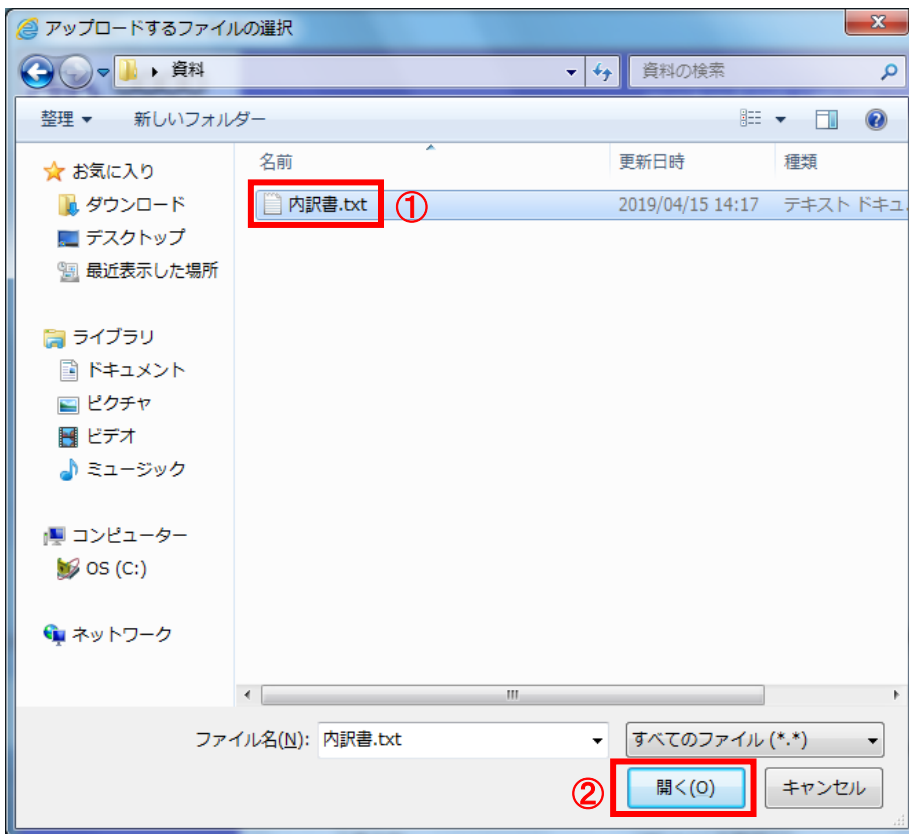 アップロードするファイルの選択
x
資料
資料の検索
整理
新しいフォルダー
お気に入り
ダウンロード
デスクトップ
最近表示した場所
ライブラリ
ドキュメント
ピクチャ
ビデオ
ミュージック
コンピューター
OS (C:)
ネットワーク
名前 更新日時 種類
内訳書.txt ① 2019/04/15 14:17 テキスト ドキュ
ファイル名(N): 内訳書.txt すべてのファイル (*.*)
② 開く(O) キャンセル